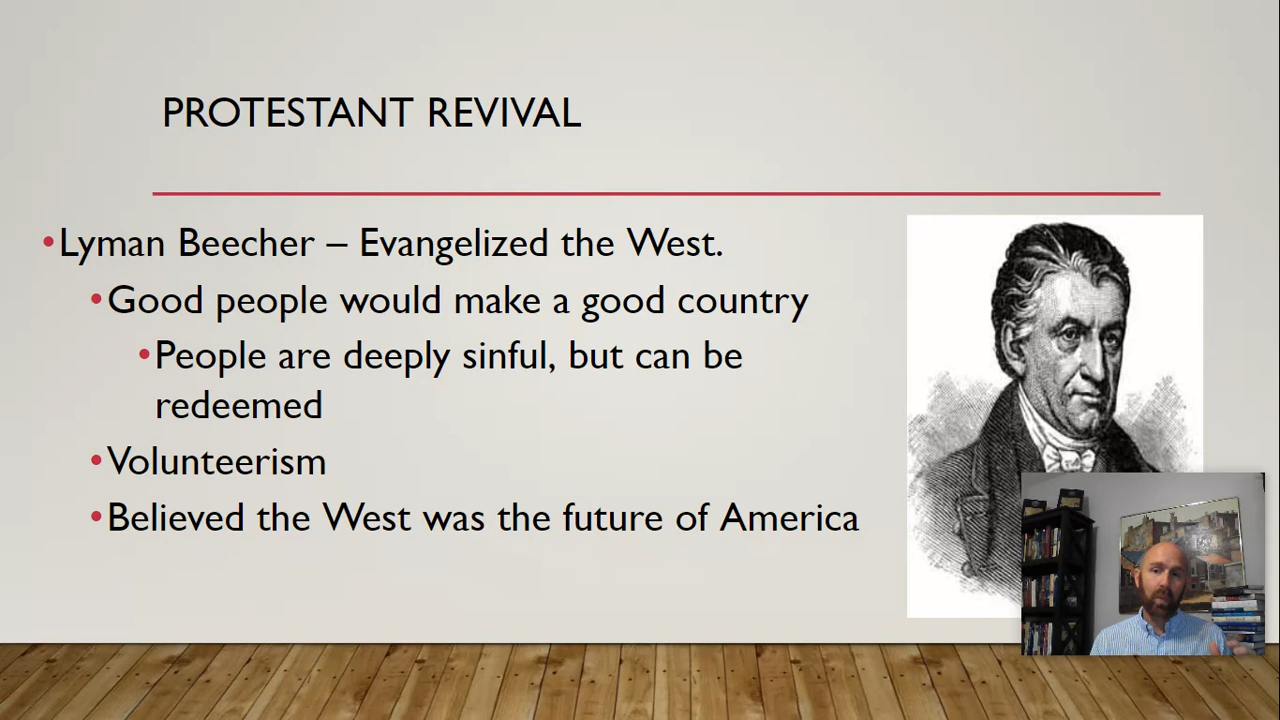 PROTESTANT REVIVAL
•Lyman Beecher – Evangelized the West.
•Good people would make a good country
•People are deeply sinful, but can be
redeemed
•Volunteerism
•Believed the West was the future of America